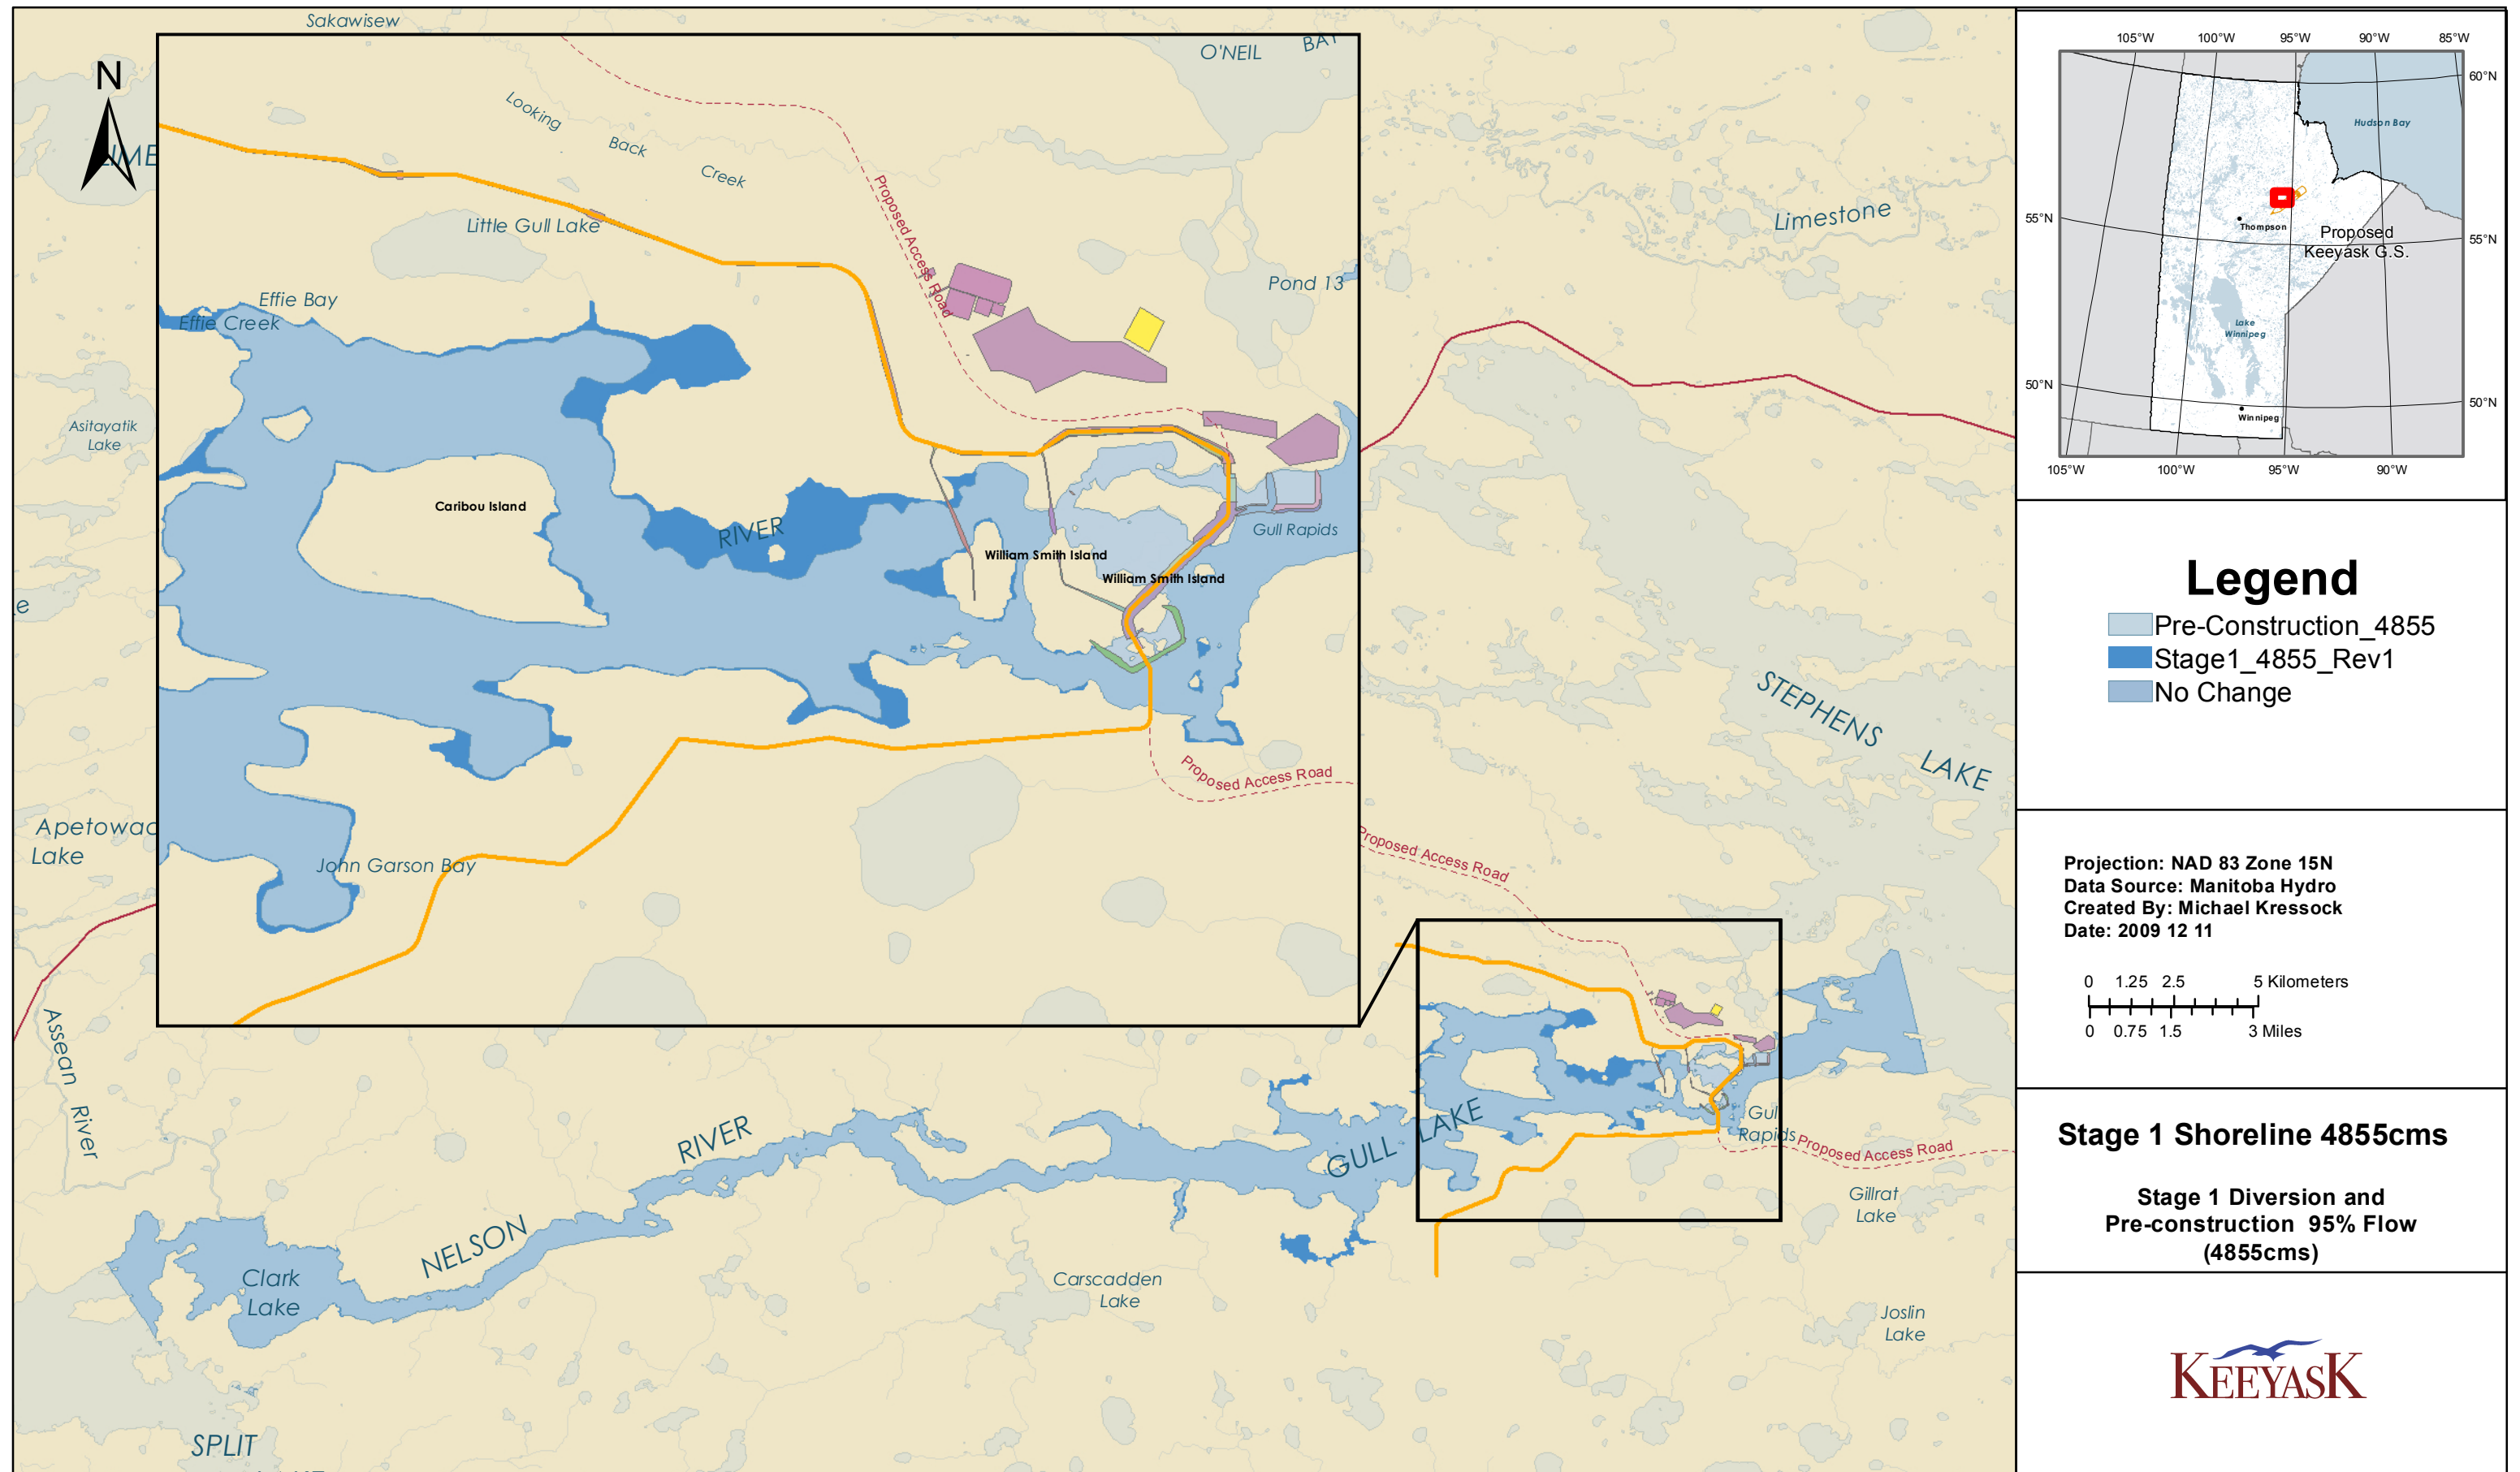 Sakawisew
N
LIME
O'NEIL
BAY
Looking
Back
Creek
Little Gull Lake
Proposed Access Road
Effie Bay
Effie Creek
Pond 13
Limestone
Asitayatik
Lake
Caribou Island
RIVER
William Smith Island
William Smith Island
Gull Rapids
e
STEPHENS
LAKE
Proposed Access Road
Apetowac
Lake
John Garson Bay
Proposed Access Road
Assean
River
RIVER
NELSON
GULL LAKE
Gul
Rapids
Proposed Access Road
Gillrat
Lake
Clark
Lake
Carscadden
Lake
Joslin
Lake
SPLIT
105°W 100°W 95°W 90°W 85°W
60°N
Hudson Bay
55°N
Thompson
Proposed
Keeyask G.S.
55°N
Lake
Winnipeg
50°N
50°N
Winnipeg
105°W 100°W 95°W 90°W
Legend
Pre-Construction_4855
Stage1_4855_Rev1
No Change
Projection: NAD 83 Zone 15N
Data Source: Manitoba Hydro
Created By: Michael Kressock
Date: 2009 12 11
0 1.25 2.5 5 Kilometers
0 0.75 1.5 3 Miles
Stage 1 Shoreline 4855cms
Stage 1 Diversion and
Pre-construction 95% Flow
(4855cms)
KEEYASK